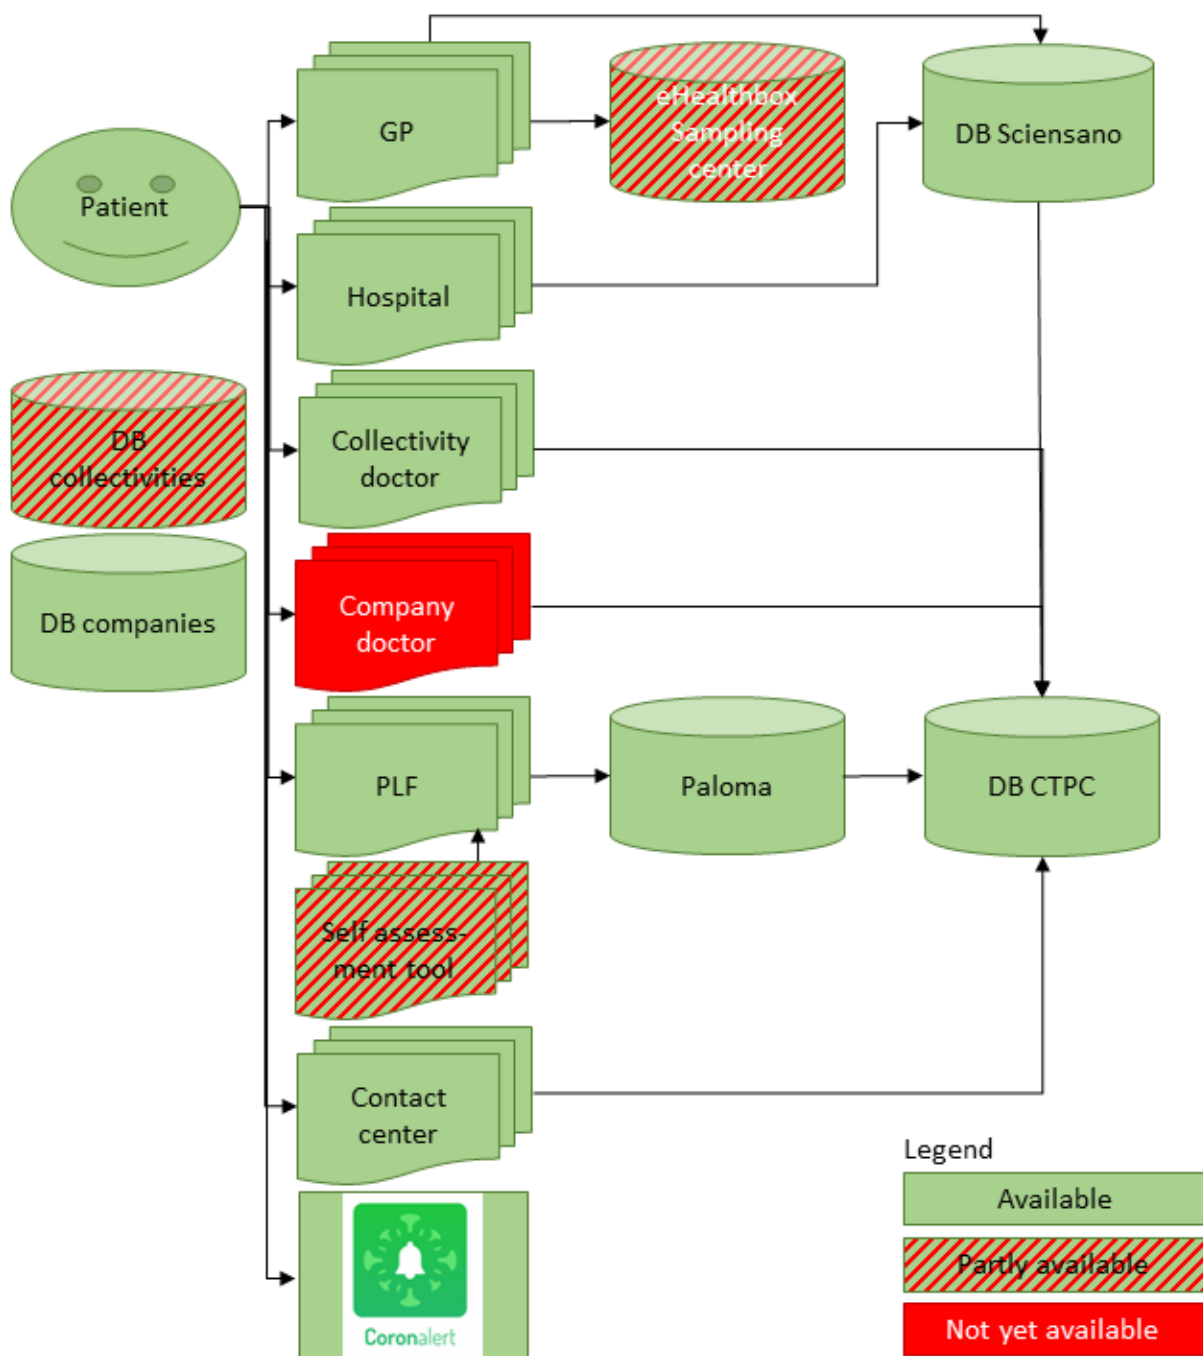 GP
eHealthbox
Sampling
center
DB Sciensano
Patient
Hospital
DB
collectivities
Collectivity
doctor
DB companies
Company
doctor
PLF
Paloma
DB CTPC
Self assess-
ment tool
Contact
center
Coronalert
Legend
Available
Partly available
Not yet available